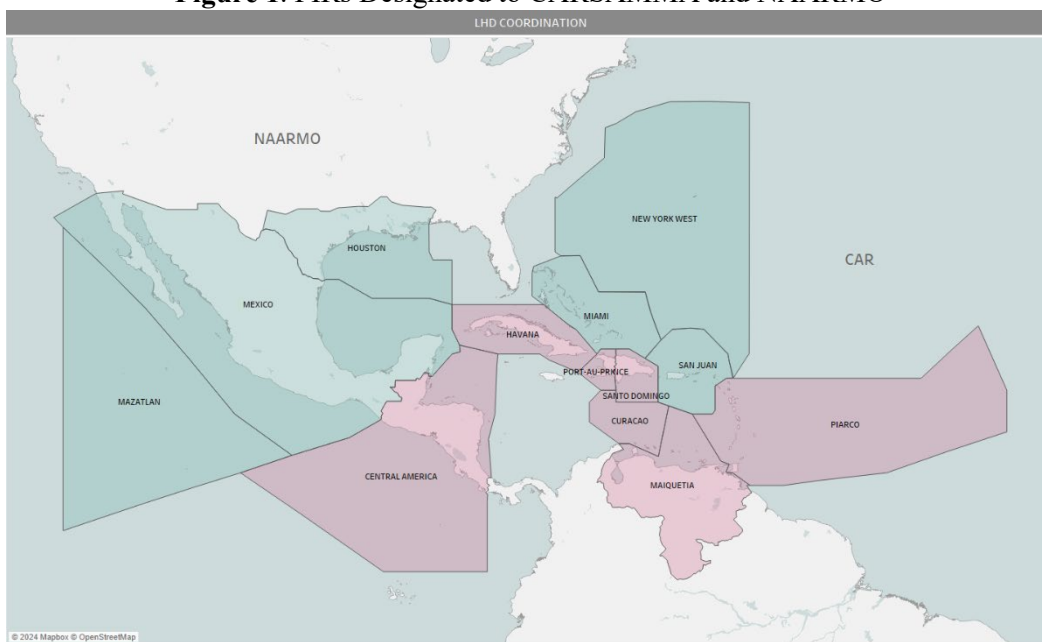 Figure 1. FIRs Designated to CARSAMMA and NAARMO
LHD COORDINATION
NAARMO
NEW YORK WEST
HOUSTON
CAR
MEXICO
MIAMI
HAVANA
PORT-AU-PRINCE
SAN JUAN
SANTO DOMINGO
MAZATLAN
CURACAO
PIARCO
CENTRAL AMERICA
MAIQUETIA
© 2024 Mapbox © OpenStreetMap